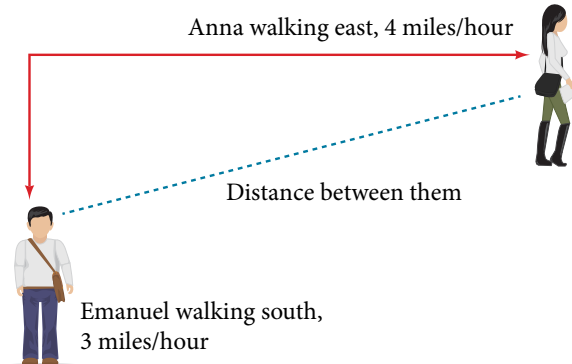 Anna walking east, 4 miles/hour
Distance between them
Emanuel walking south,
3 miles/hour